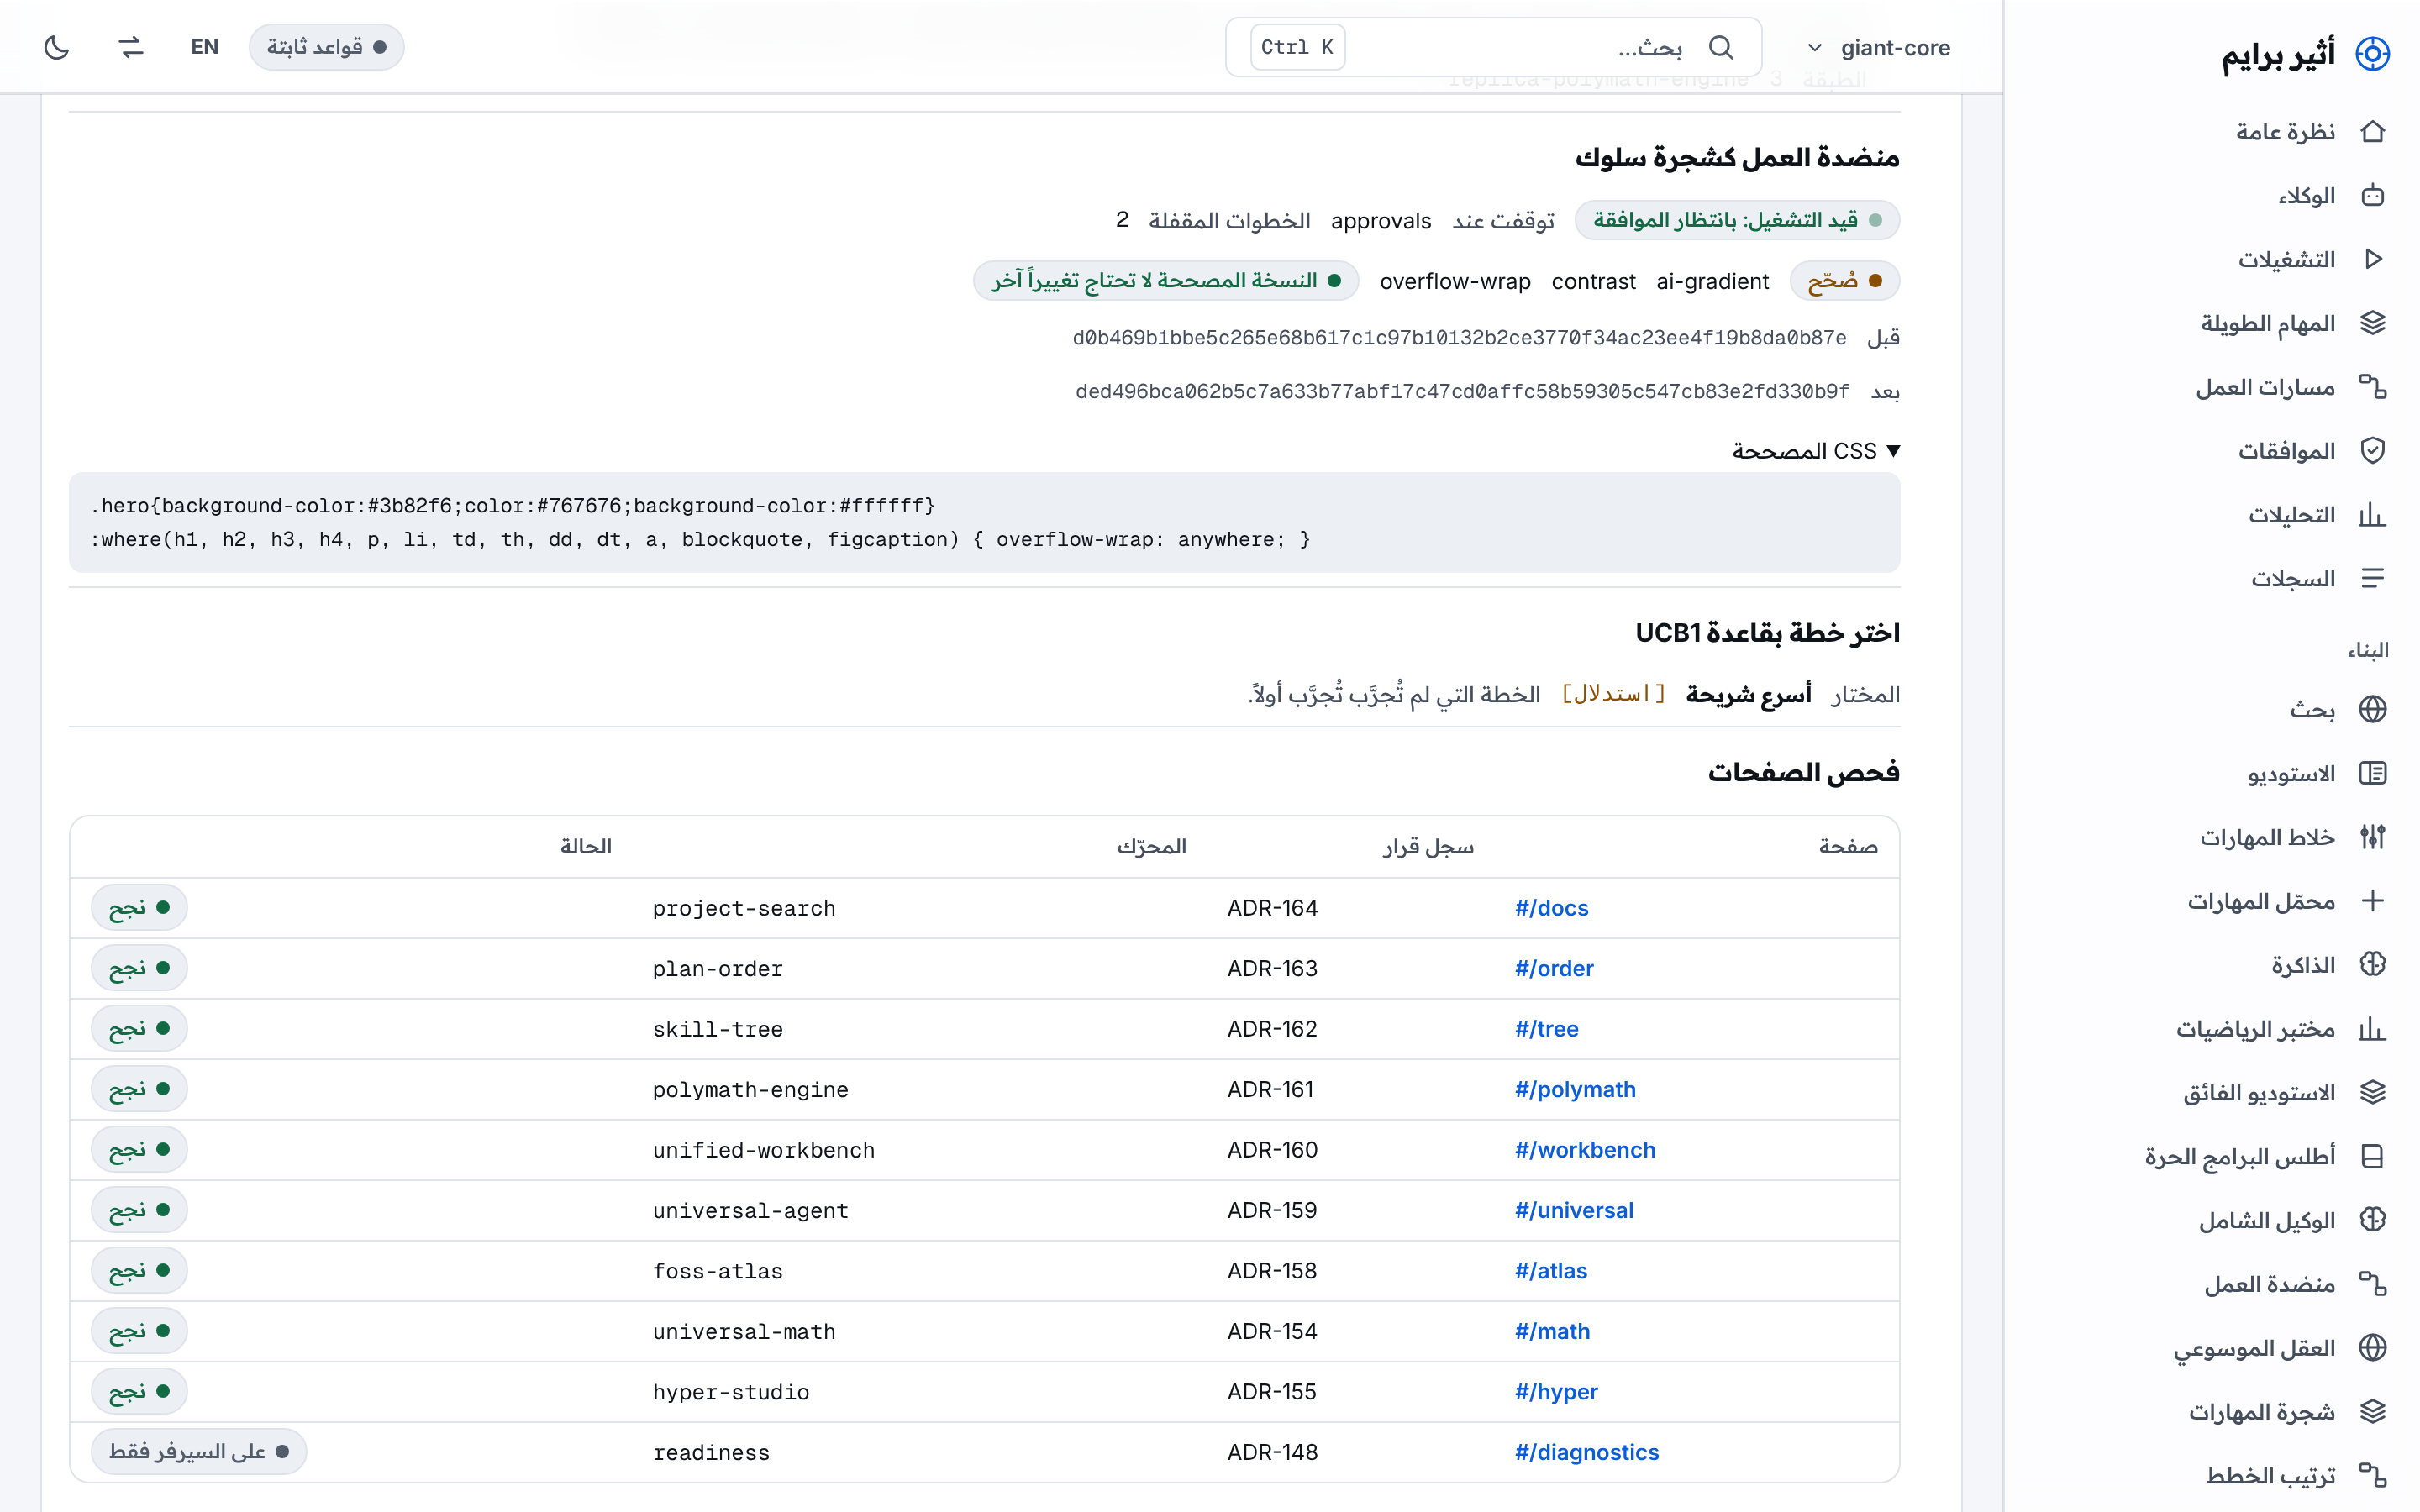 أثير برايم
giant-core
بحث...
Ctrl K
قواعد ثابتة
EN
نظرة عامة
الوكلاء
التشغيلات
المهام الطويلة
مسارات العمل
الموافقات
التحليلات
السجلات
البناء
بحث
الاستوديو
خلاط المهارات
محمّل المهارات
الذاكرة
مختبر الرياضيات
الاستوديو الفائق
أطلس البرامج الحرة
الوكيل الشامل
منضدة العمل
العقل الموسوعي
شجرة المهارات
ترتيب الخطط
الطبقة 3 replica-polymath-engine
منضدة العمل كشجرة سلوك
قيد التشغيل: بانتظار الموافقة توقفت عند approvals الخطوات المقفلة 2
صُحّح ai-gradient contrast overflow-wrap النسخة المصححة لا تحتاج تغييراً آخر
قبل d0b469b1bbe5c265e68b617c1c97b10132b2ce3770f34ac23ee4f19b8da0b87e
بعد ded496bca062b5c7a633b77abf17c47cd0affc58b59305c547cb83e2fd330b9f
CSS المصححة
.hero{background-color:#3b82f6;color:#767676;background-color:#ffffff}
:where(h1, h2, h3, h4, p, li, td, th, dd, dt, a, blockquote, figcaption) { overflow-wrap: anywhere; }
اختر خطة بقاعدة UCB1
المختار أسرع شريحة [استدلال] الخطة التي لم تُجرَّب تُجرَّب أولاً.
فحص الصفحات
صفحة سجل قرار المحرّك الحالة
#/docs ADR-164 project-search نجح
#/order ADR-163 plan-order نجح
#/tree ADR-162 skill-tree نجح
#/polymath ADR-161 polymath-engine نجح
#/workbench ADR-160 unified-workbench نجح
#/universal ADR-159 universal-agent نجح
#/atlas ADR-158 foss-atlas نجح
#/math ADR-154 universal-math نجح
#/hyper ADR-155 hyper-studio نجح
#/diagnostics ADR-148 readiness على السيرفر فقط